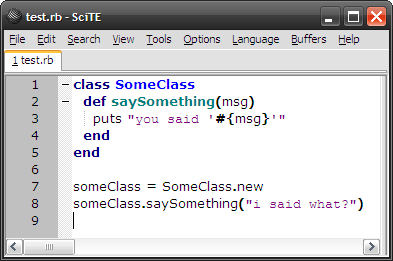 test.rb - SciTE
File Edit Search View Tools Options Language Buffers Help
1 test.rb
1 class SomeClass
2 def saySomething(msg)
3 puts "you said '#{msg}'"
4 end
5 end
6
7 someClass = SomeClass.new
8 someClass.saySomething("i said what?")
9